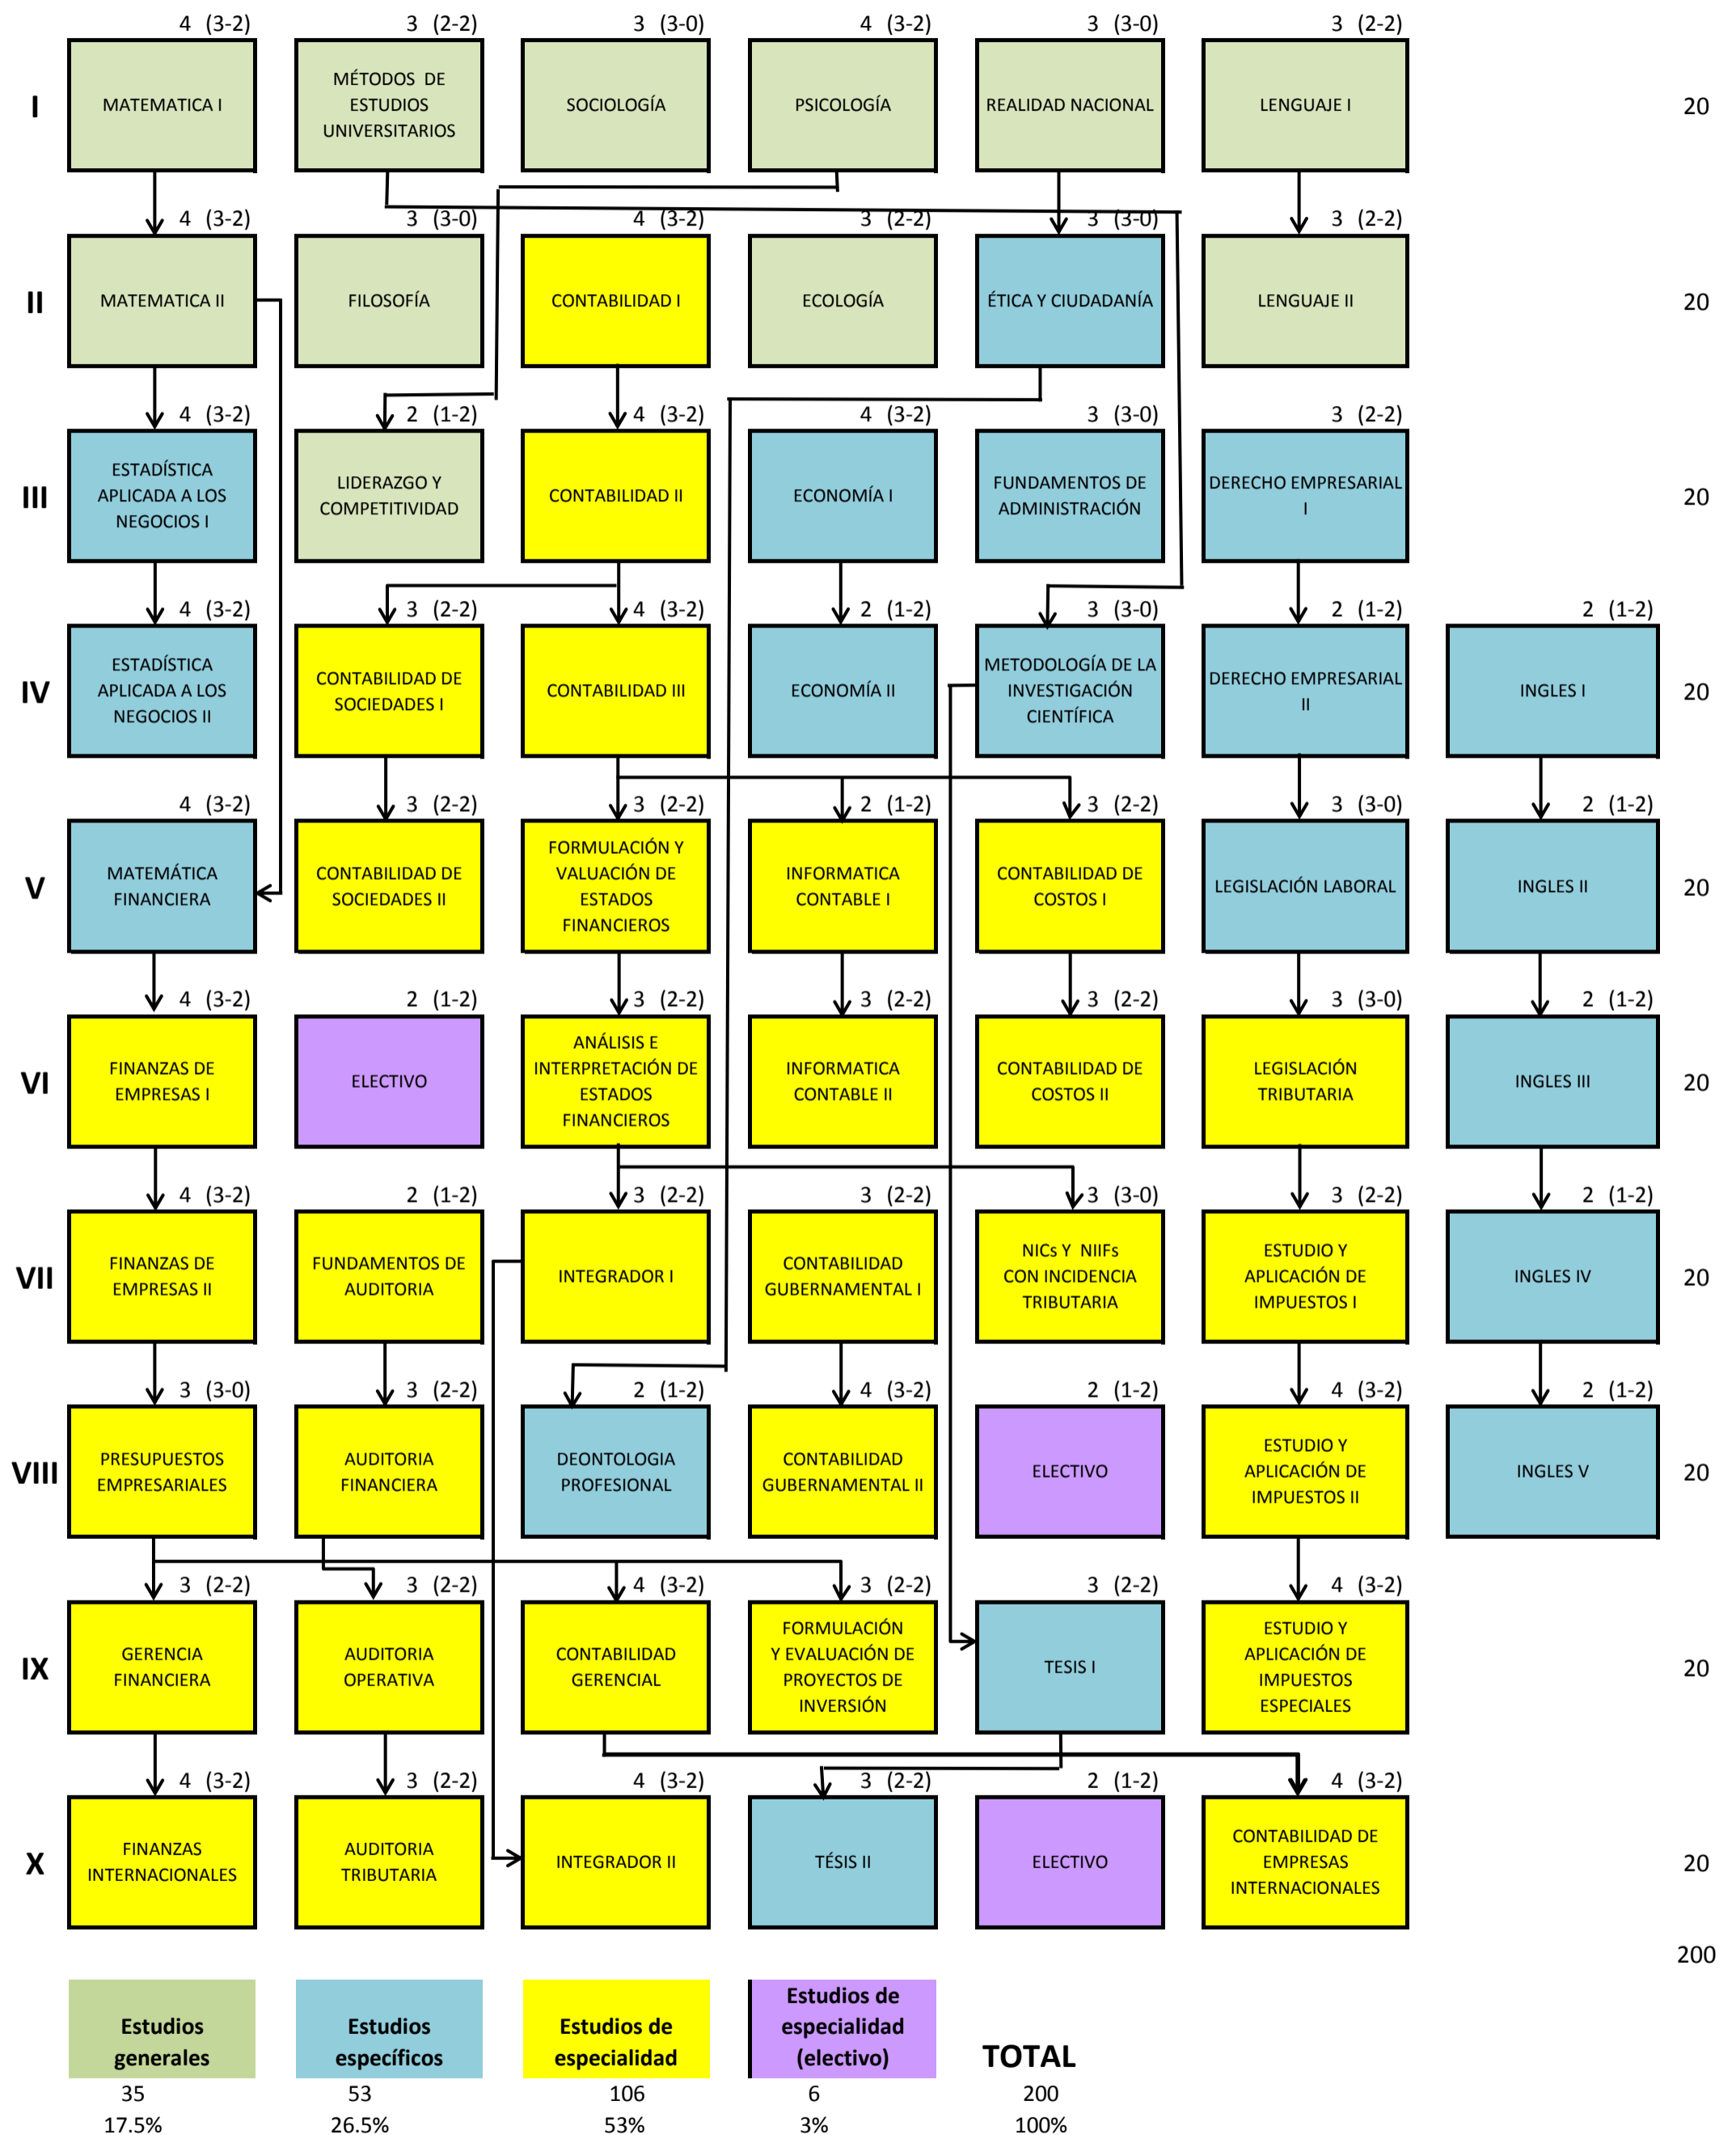 4 (3-2) 3 (2-2) 3 (3-0) 4 (3-2) 3 (3-0) 3 (2-2)
I
MATEMATICA I
MÉTODOS DE
ESTUDIOS
UNIVERSITARIOS
SOCIOLOGÍA
PSICOLOGÍA
REALIDAD NACIONAL
LENGUAJE I
20
4 (3-2) 3 (3-0) 4 (3-2) 3 (2-2) 3 (3-0) 3 (2-2)
II
MATEMATICA II
FILOSOFÍA
CONTABILIDAD I
ECOLOGÍA
ÉTICA Y CIUDADANÍA
LENGUAJE II
20
4 (3-2) 2 (1-2) 4 (3-2) 4 (3-2) 3 (3-0) 3 (2-2)
III
ESTADÍSTICA
APLICADA A LOS
NEGOCIOS I
LIDERAZGO Y
COMPETITIVIDAD
CONTABILIDAD II
ECONOMÍA I
FUNDAMENTOS DE
ADMINISTRACIÓN
DERECHO EMPRESARIAL
I
20
4 (3-2) 3 (2-2) 4 (3-2) 2 (1-2) 3 (3-0) 2 (1-2) 2 (1-2)
IV
ESTADÍSTICA
APLICADA A LOS
NEGOCIOS II
CONTABILIDAD DE
SOCIEDADES I
CONTABILIDAD III
ECONOMÍA II
METODOLOGÍA DE LA
INVESTIGACIÓN
CIENTÍFICA
DERECHO EMPRESARIAL
II
INGLES I
20
4 (3-2) 3 (2-2) 3 (2-2) 2 (1-2) 3 (2-2) 3 (3-0) 2 (1-2)
V
MATEMÁTICA
FINANCIERA
CONTABILIDAD DE
SOCIEDADES II
FORMULACIÓN Y
VALUACIÓN DE
ESTADOS
FINANCIEROS
INFORMATICA
CONTABLE I
CONTABILIDAD DE
COSTOS I
LEGISLACIÓN LABORAL
INGLES II
20
4 (3-2) 2 (1-2) 3 (2-2) 3 (2-2) 3 (2-2) 3 (3-0) 2 (1-2)
VI
FINANZAS DE
EMPRESAS I
ELECTIVO
ANÁLISIS E
INTERPRETACIÓN DE
ESTADOS
FINANCIEROS
INFORMATICA
CONTABLE II
CONTABILIDAD DE
COSTOS II
LEGISLACIÓN
TRIBUTARIA
INGLES III
20
4 (3-2) 2 (1-2) 3 (2-2) 3 (2-2) 3 (3-0) 3 (2-2) 2 (1-2)
VII
FINANZAS DE
EMPRESAS II
FUNDAMENTOS DE
AUDITORIA
INTEGRADOR I
CONTABILIDAD
GUBERNAMENTAL I
NICs Y NIIFs
CON INCIDENCIA
TRIBUTARIA
ESTUDIO Y
APLICACIÓN DE
IMPUESTOS I
INGLES IV
20
3 (3-0) 3 (2-2) 2 (1-2) 4 (3-2) 2 (1-2) 4 (3-2) 2 (1-2)
VIII
PRESUPUESTOS
EMPRESARIALES
AUDITORIA
FINANCIERA
DEONTOLOGIA
PROFESIONAL
CONTABILIDAD
GUBERNAMENTAL II
ELECTIVO
ESTUDIO Y
APLICACIÓN DE
IMPUESTOS II
INGLES V
20
3 (2-2) 3 (2-2) 4 (3-2) 3 (2-2) 3 (2-2) 4 (3-2)
IX
GERENCIA
FINANCIERA
AUDITORIA
OPERATIVA
CONTABILIDAD
GERENCIAL
FORMULACIÓN
Y EVALUACIÓN DE
PROYECTOS DE
INVERSIÓN
TESIS I
ESTUDIO Y
APLICACIÓN DE
IMPUESTOS
ESPECIALES
20
4 (3-2) 3 (2-2) 4 (3-2) 3 (2-2) 2 (1-2) 4 (3-2)
X
FINANZAS
INTERNACIONALES
AUDITORIA
TRIBUTARIA
INTEGRADOR II
TÉSIS II
ELECTIVO
CONTABILIDAD DE
EMPRESAS
INTERNACIONALES
20
200
Estudios
generales
Estudios
específicos
Estudios de
especialidad
Estudios de
especialidad
(electivo)
TOTAL
35 53 106 6 200
17.5% 26.5% 53% 3% 100%